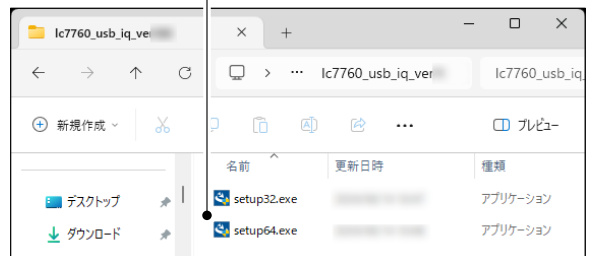 lc7760_usb_iq_ve
lc7760_usb_iq_ver
lc7760_usb_iq
新規作成
プレビュー
名前
更新日時
種類
デスクトップ
setup32.exe
アプリケーション
ダウンロード
setup64.exe
アプリケーション